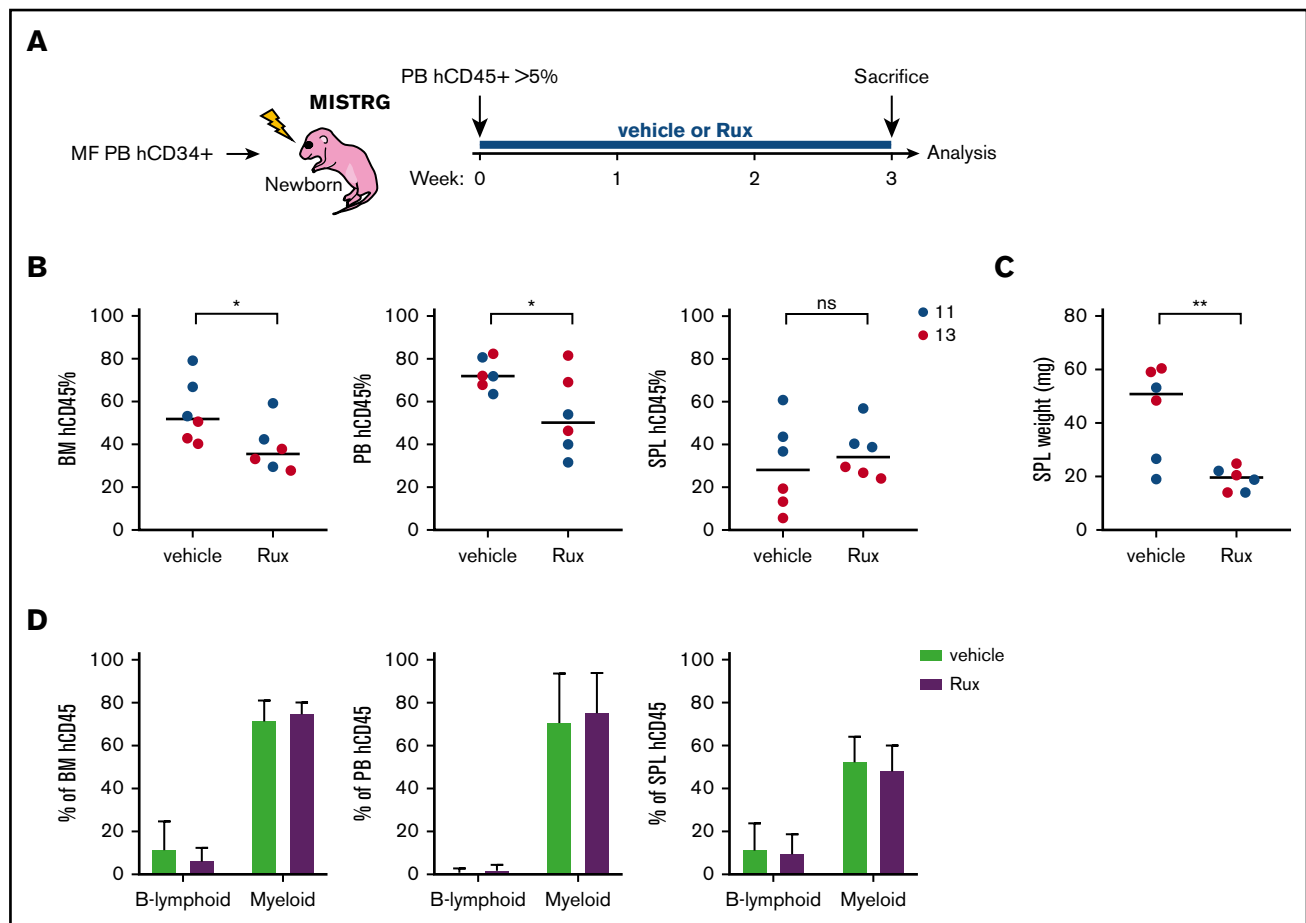 A
MF PB hCD34+
MISTRG
Newborn
PB hCD45+ >5%
Sacrifice
vehicle or Rux
Analysis
Week: 0 1 2 3
B
BM hCD45%
100
80
60
40
20
0
*
vehicle Rux
PB hCD45%
100
80
60
40
20
0
*
vehicle Rux
SPL hCD45%
100
80
60
40
20
0
ns
vehicle Rux
11
13
C
SPL weight (mg)
80
60
40
20
0
**
vehicle Rux
D
% of BM hCD45
100
80
60
40
20
0
B-lymphoid Myeloid
% of PB hCD45
100
80
60
40
20
0
B-lymphoid Myeloid
% of SPL hCD45
100
80
60
40
20
0
B-lymphoid Myeloid
vehicle
Rux